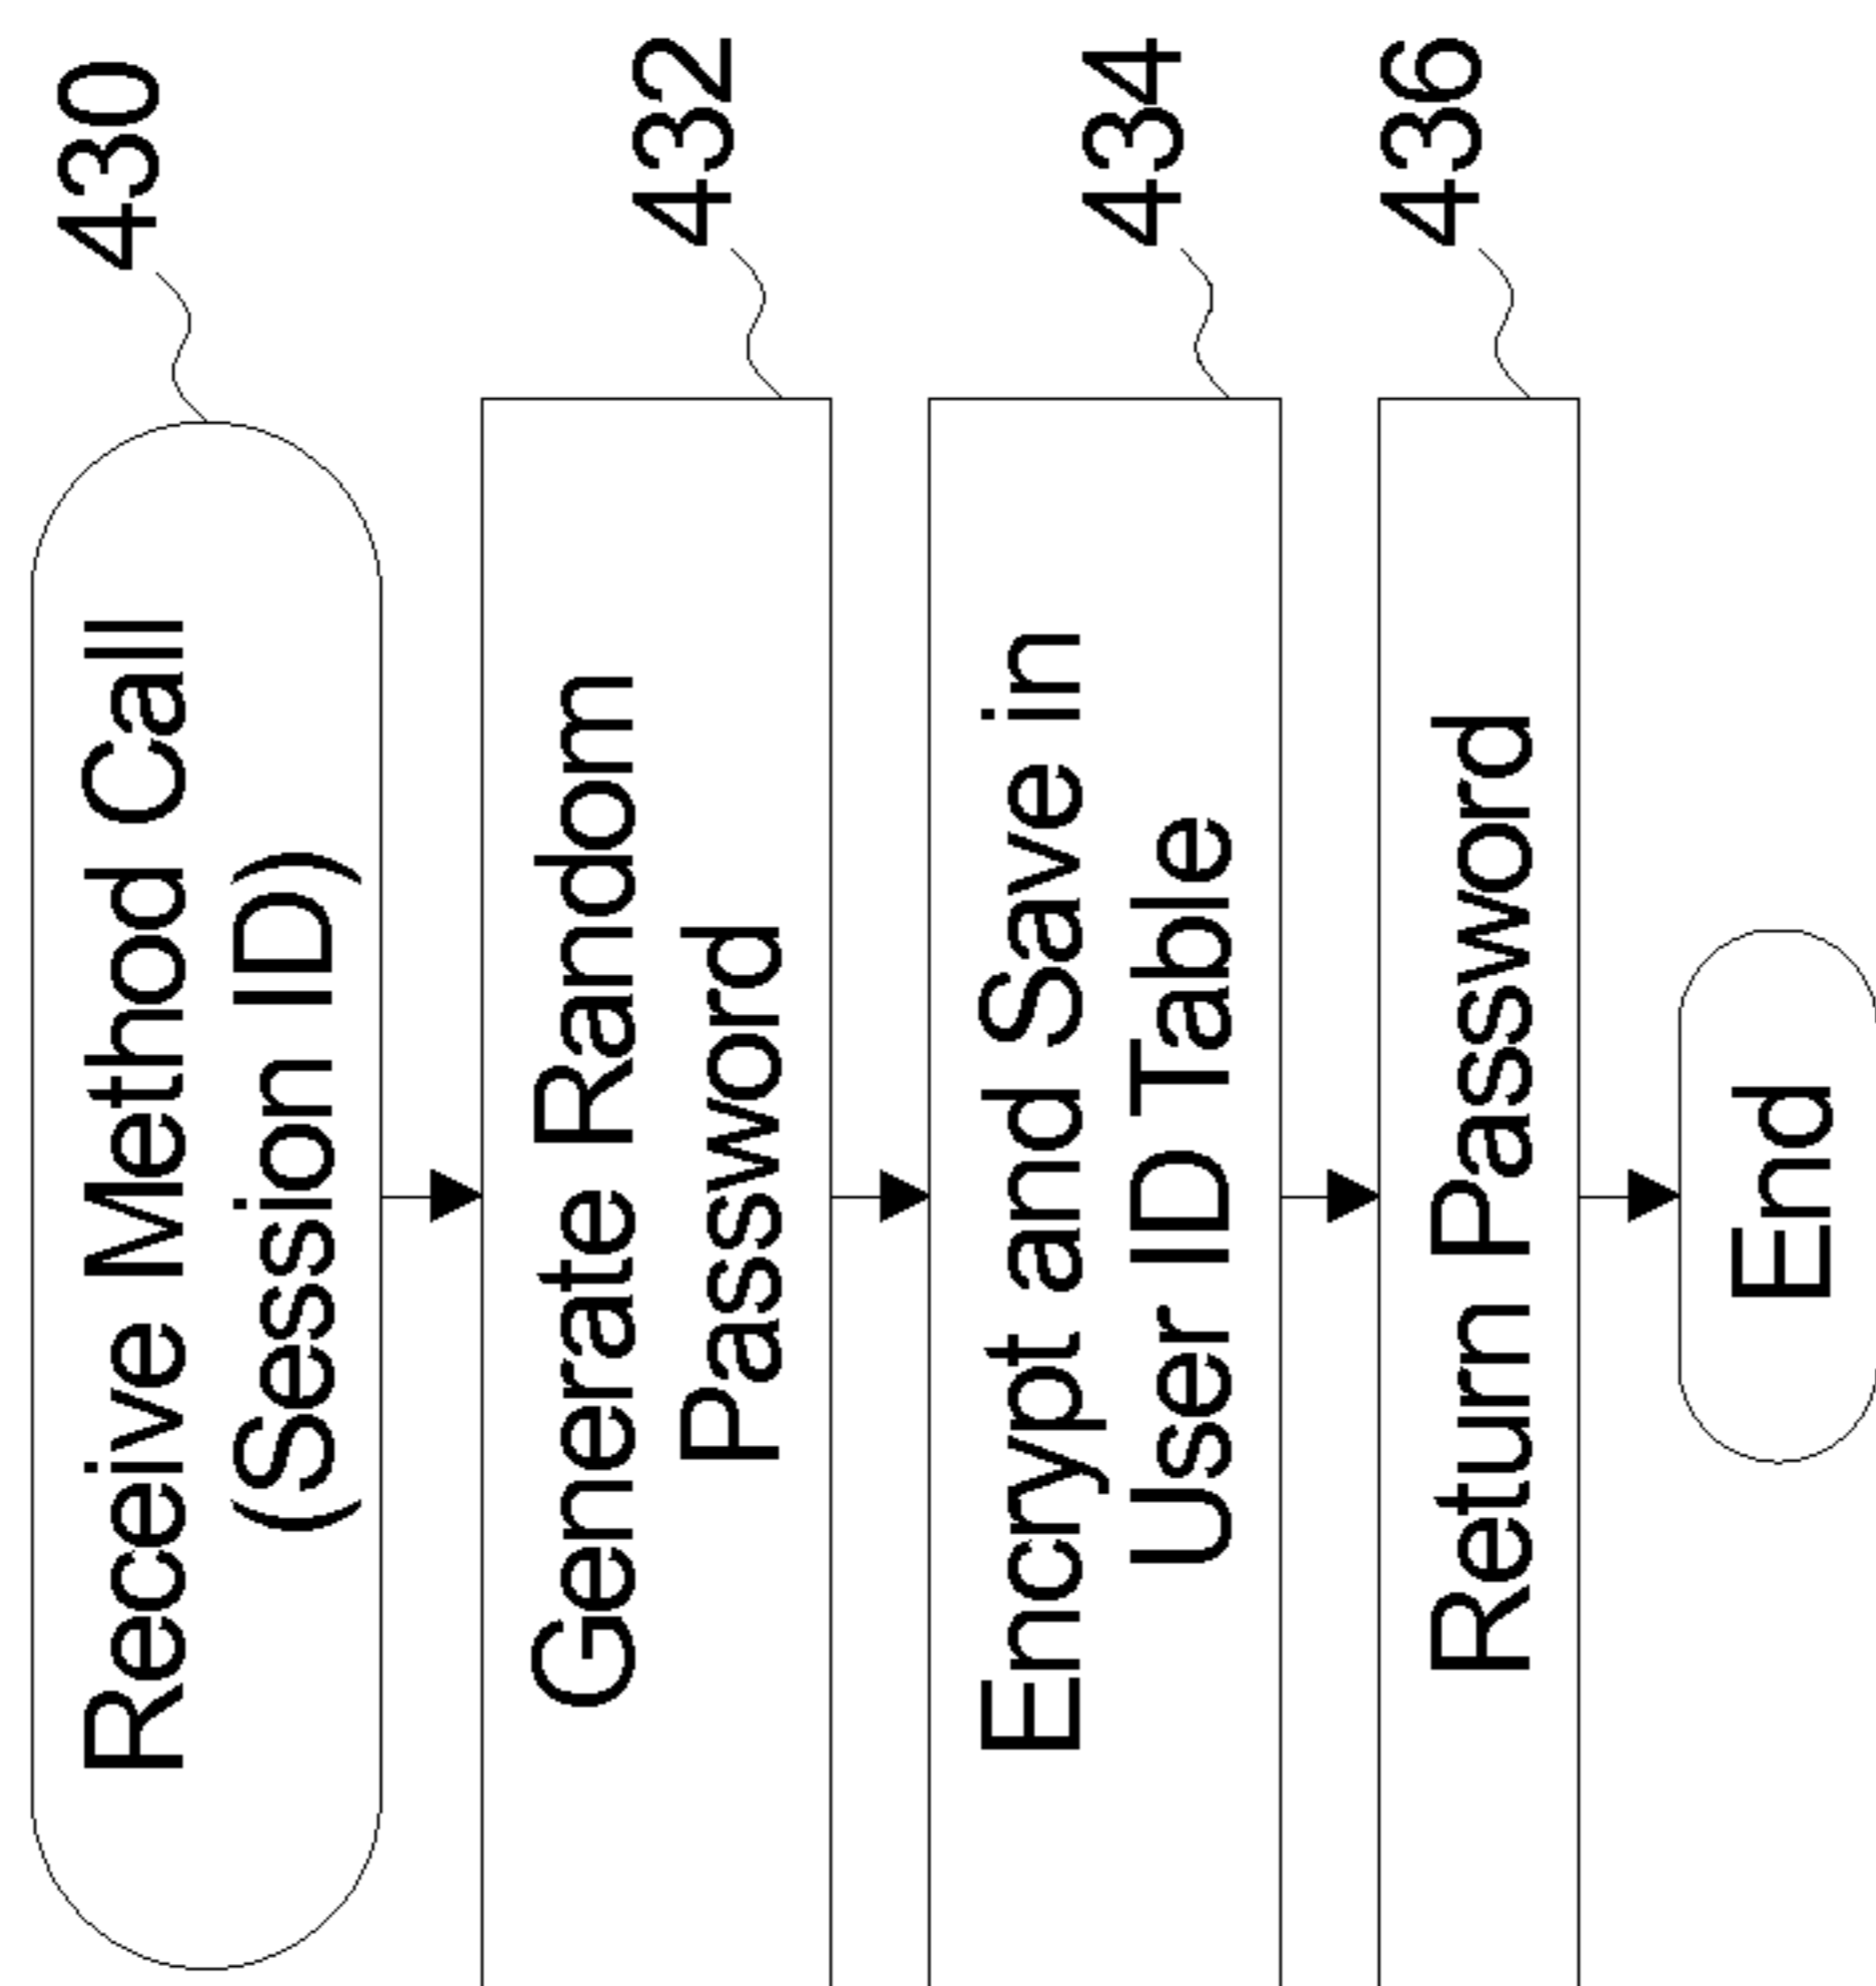 430
Receive Method Call
(Session ID)
432
Generate Random
Password
434
Encrypt and Save in
User ID Table
436
Return Password
End